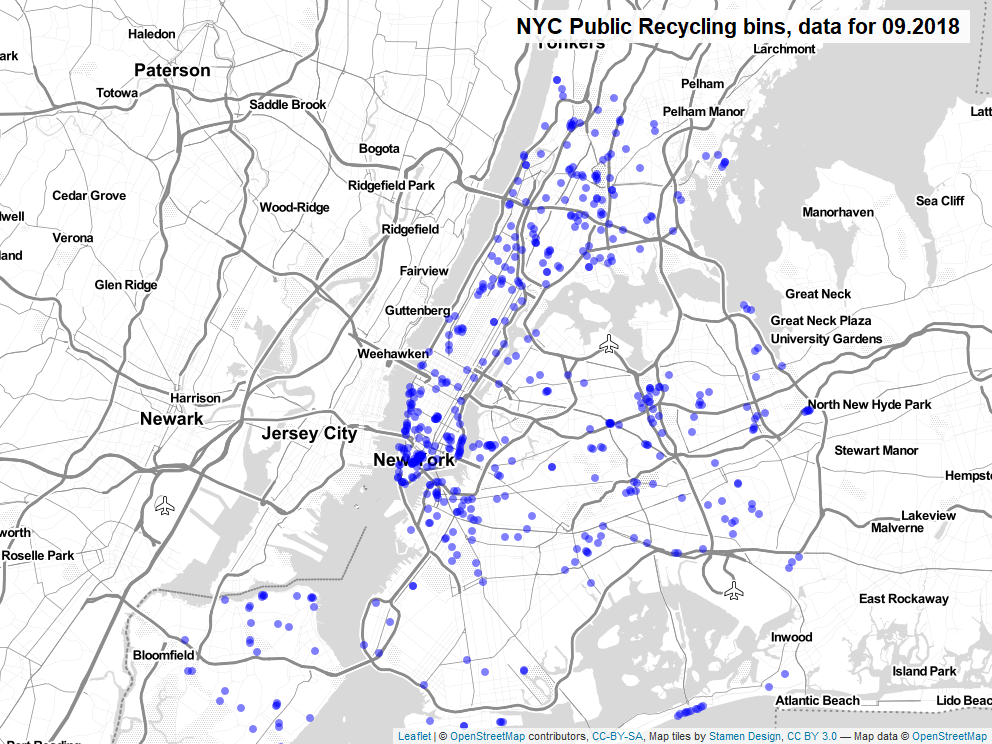 NYC Public Recycling bins, data for 09.2018
Haledon
Yonkers
Larchmont
ark
Paterson
Pelham
Totowa
Saddle Brook
Pelham Manor
Latt
Bogota
Ridgefield Park
Cedar Grove
Wood-Ridge
Sea Cliff
Manorhaven
lwell
Verona
Ridgefield
land
Fairview
Glen Ridge
Great Neck
Guttenberg
Great Neck Plaza
University Gardens
Weehawken
Harrison
North New Hyde Park
Newark
Jersey City
Stewart Manor
New York
Hempste
Lakeview
Malverne
worth
Roselle Park
East Rockaway
Inwood
Bloomfield
Island Park
Atlantic Beach
Lido Beac
Leaflet | © OpenStreetMap contributors, CC-BY-SA, Map tiles by Stamen Design, CC BY 3.0 — Map data © OpenStreetMap